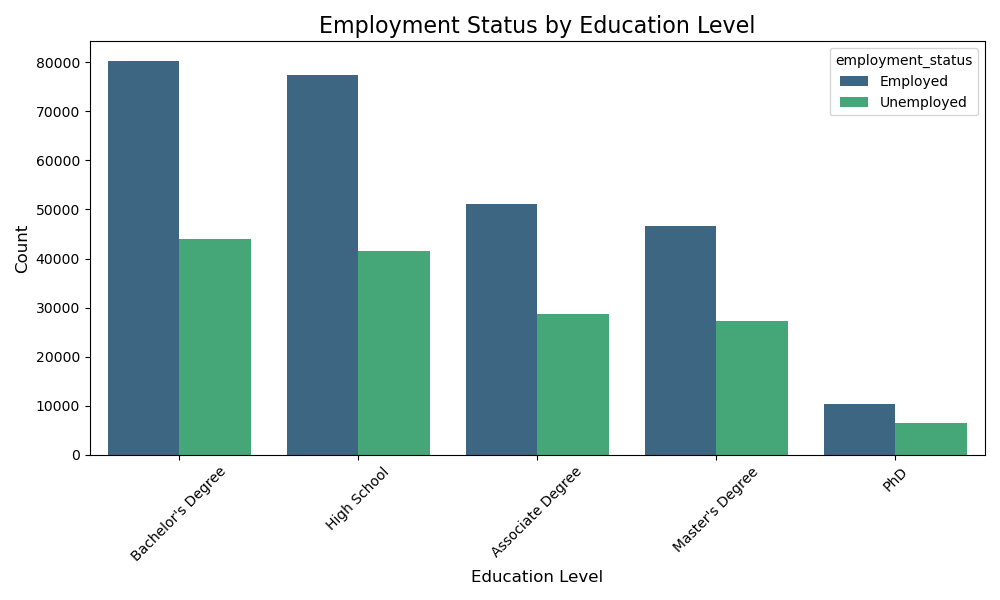 Employment Status by Education Level
employment_status
Employed
Unemployed
Count
80000
70000
60000
50000
40000
30000
20000
10000
0
Bachelor's Degree
High School
Associate Degree
Master's Degree
PhD
Education Level